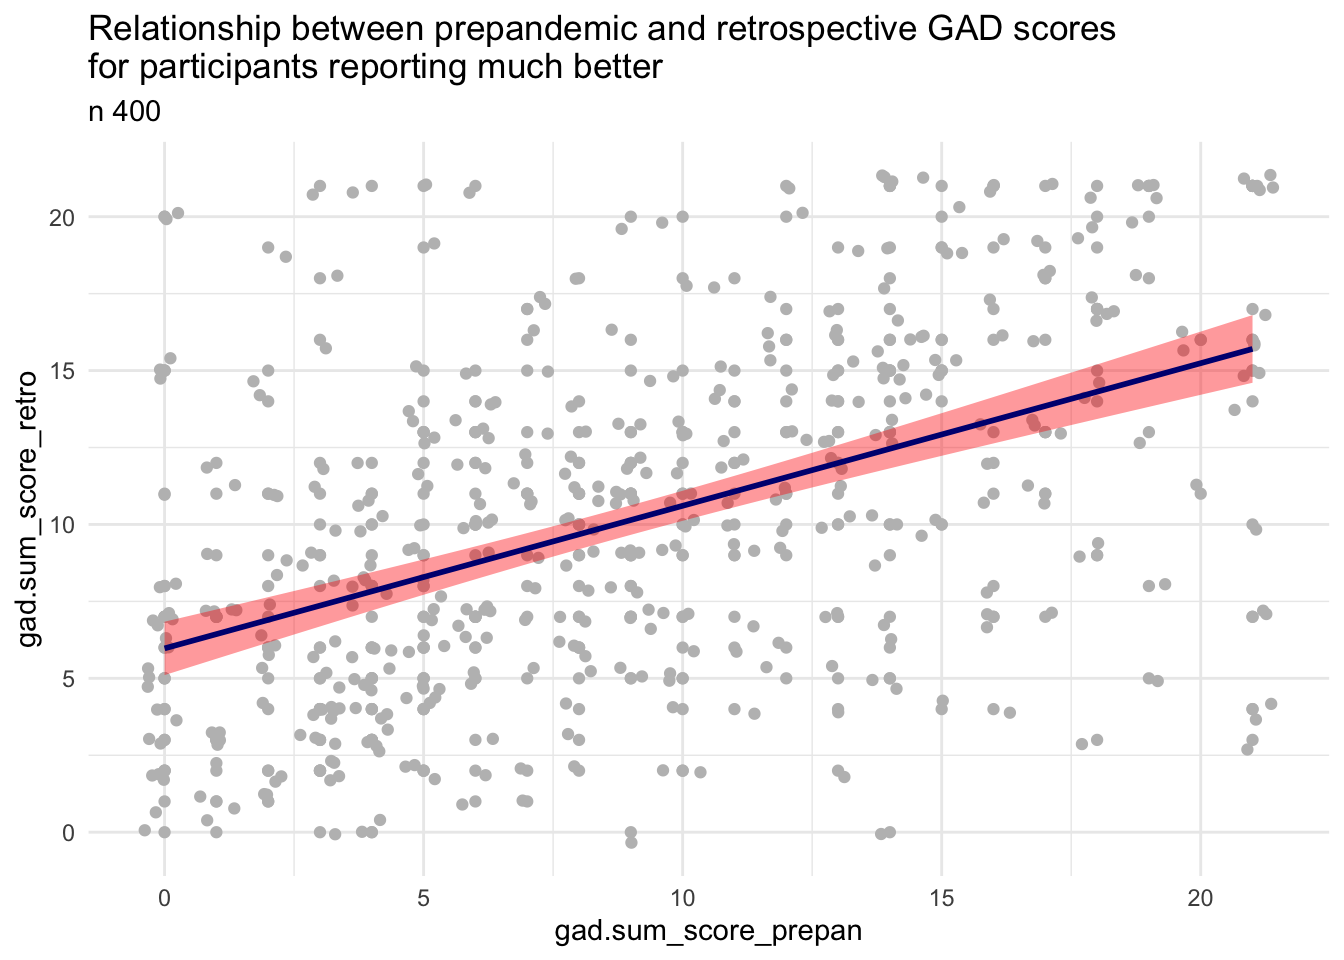 Relationship between prepandemic and retrospective GAD scores
for participants reporting much better
n 400
20
15
10
5
0
gad.sum_score_retro
0 5 10 15 20
gad.sum_score_prepan